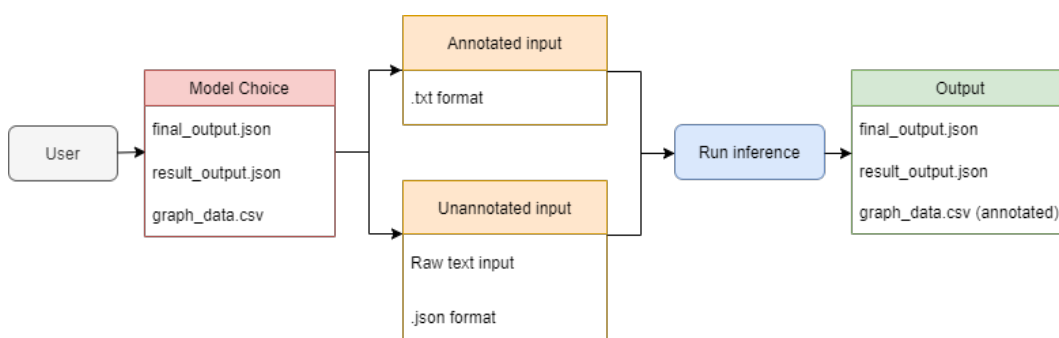 User
Model Choice
final_output.json
result_output.json
graph_data.csv
Annotated input
.txt format
Unannotated input
Raw text input
.json format
Run inference
Output
final_output.json
result_output.json
graph_data.csv (annotated)